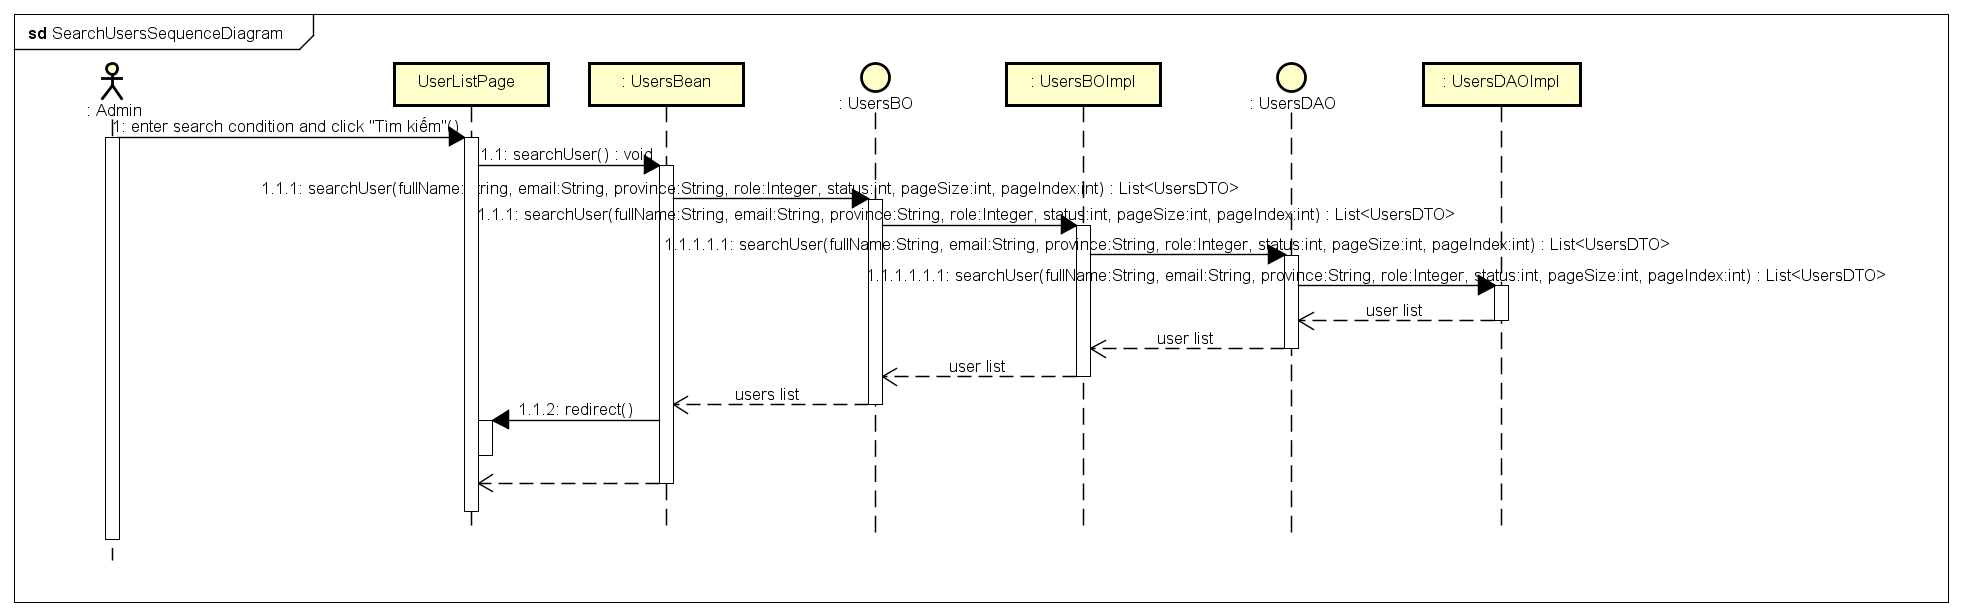 sd SearchUsersSequenceDiagram
: Admin
UserListPage
: UsersBean
: UsersBO
: UsersBOImpl
: UsersDAO
: UsersDAOImpl
1: enter search condition and click "Tìm kiếm"()
1.1: searchUser() : void
1.1.1: searchUser(fullName:String, email:String, province:String, role:Integer, status:int, pageSize:int, pageIndex:int) : List<UsersDTO>
1.1.1: searchUser(fullName:String, email:String, province:String, role:Integer, status:int, pageSize:int, pageIndex:int) : List<UsersDTO>
1.1.1.1.1: searchUser(fullName:String, email:String, province:String, role:Integer, status:int, pageSize:int, pageIndex:int) : List<UsersDTO>
1.1.1.1.1.1: searchUser(fullName:String, email:String, province:String, role:Integer, status:int, pageSize:int, pageIndex:int) : List<UsersDTO>
user list
user list
user list
users list
1.1.2: redirect()